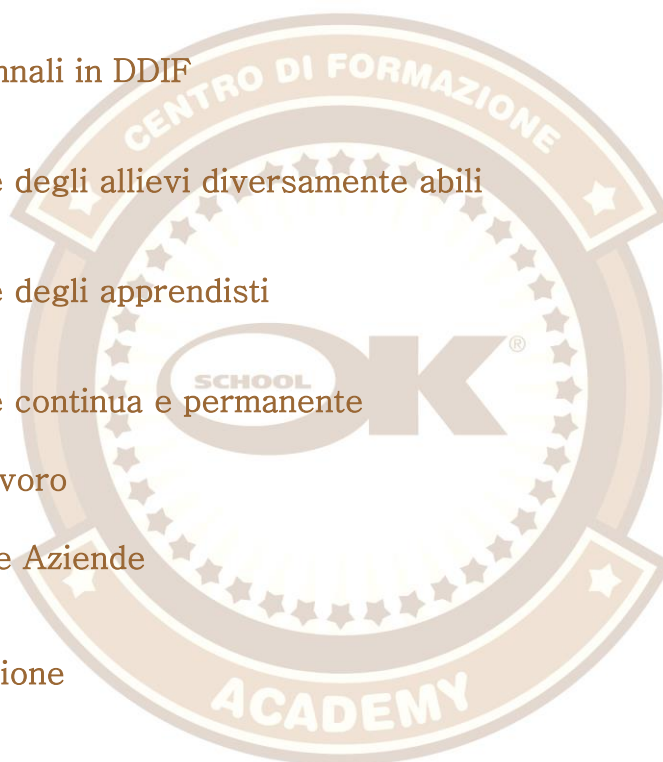 nnali in DDIF
CENTRO DI FORMAZIONE
e degli allievi diversamente abili
e degli apprendisti
SCHOOL
OK®
e continua e permanente
voro
e Aziende
ione
ACADEMY